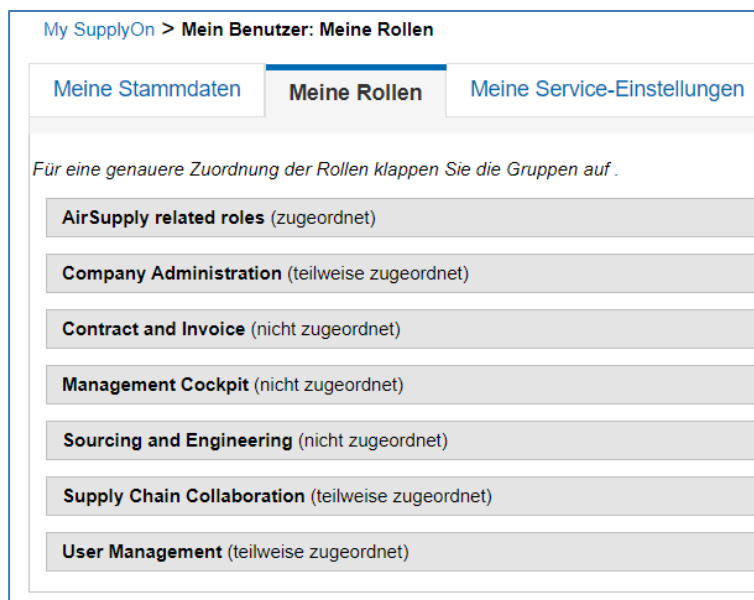 My SupplyOn > Mein Benutzer: Meine Rollen
Meine Stammdaten Meine Rollen Meine Service-Einstellungen
Für eine genauere Zuordnung der Rollen klappen Sie die Gruppen auf .
AirSupply related roles (zugeordnet)
Company Administration (teilweise zugeordnet)
Contract and Invoice (nicht zugeordnet)
Management Cockpit (nicht zugeordnet)
Sourcing and Engineering (nicht zugeordnet)
Supply Chain Collaboration (teilweise zugeordnet)
User Management (teilweise zugeordnet)